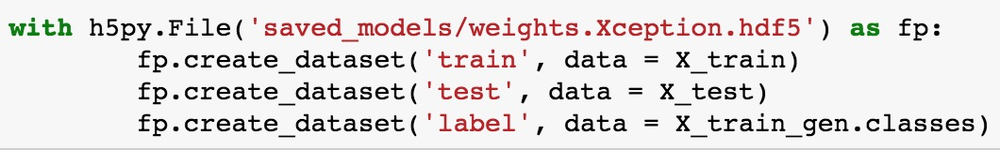 with h5py.File('saved_models/weights.Xception.hdf5') as fp:
        fp.create_dataset('train', data = X_train)
        fp.create_dataset('test', data = X_test)
        fp.create_dataset('label', data = X_train_gen.classes)